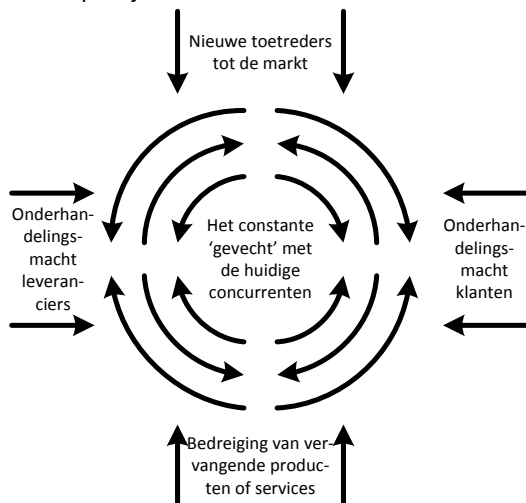 Nieuwe toetreders
tot de markt
Onderhan-
delings-
macht
leveran-
ciers
Het constante
‘gevecht’ met
de huidige
concurrenten
Onderhan-
delings-
macht
klanten
Bedreiging van ver-
vangende produc-
ten of services